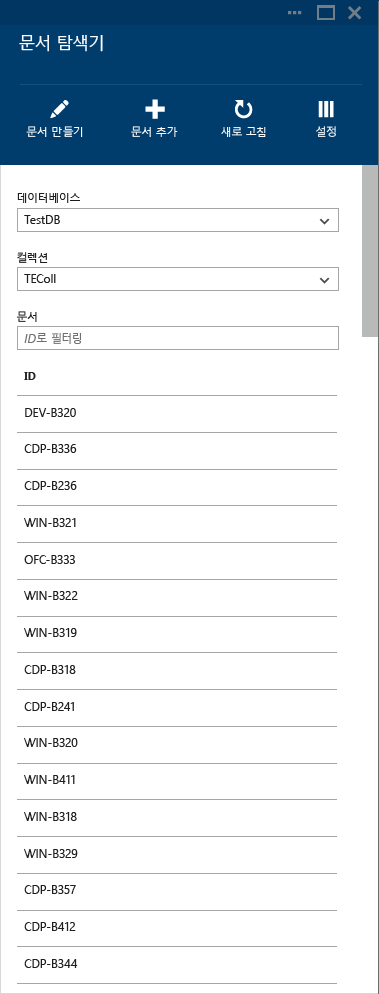 문서 탐색기
문서 만들기 문서 추가 새로 고침 설정
데이터베이스
TestDB
컬렉션
TEColl
문서
ID로 필터링
ID
DEV-B320
CDP-B336
CDP-B236
WIN-B321
OFC-B333
WIN-B322
WIN-B319
CDP-B318
CDP-B241
WIN-B320
WIN-B411
WIN-B318
WIN-B329
CDP-B357
CDP-B412
CDP-B344